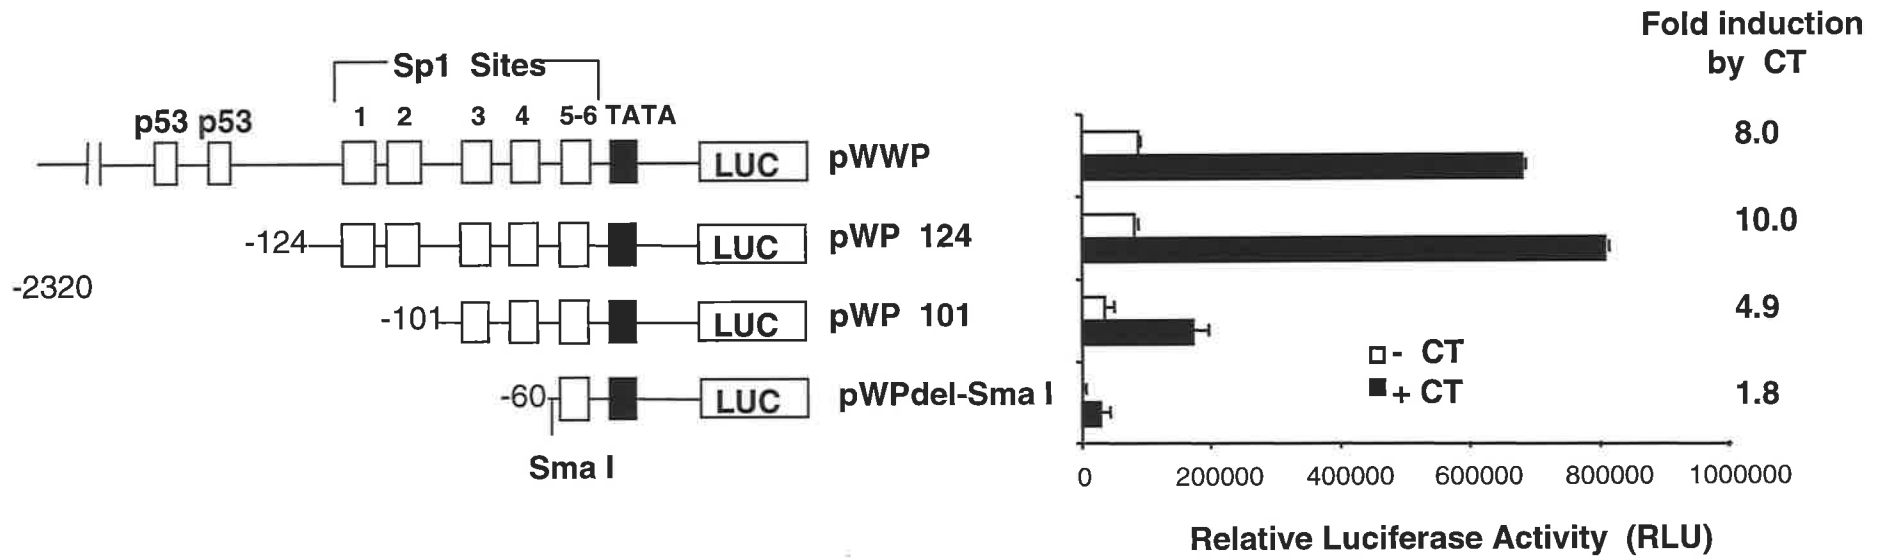 Fold induction
by CT
Sp1 Sites
p53 p53
1 2 3 4 5-6 TATA
LUC pWWP
8.0
-124 LUC pWP 124
10.0
-2320
-101 LUC pWP 101
4.9
- CT
+ CT
-60 LUC pWPdel-Sma I
1.8
Sma I
0 200000 400000 600000 800000 1000000
Relative Luciferase Activity (RLU)